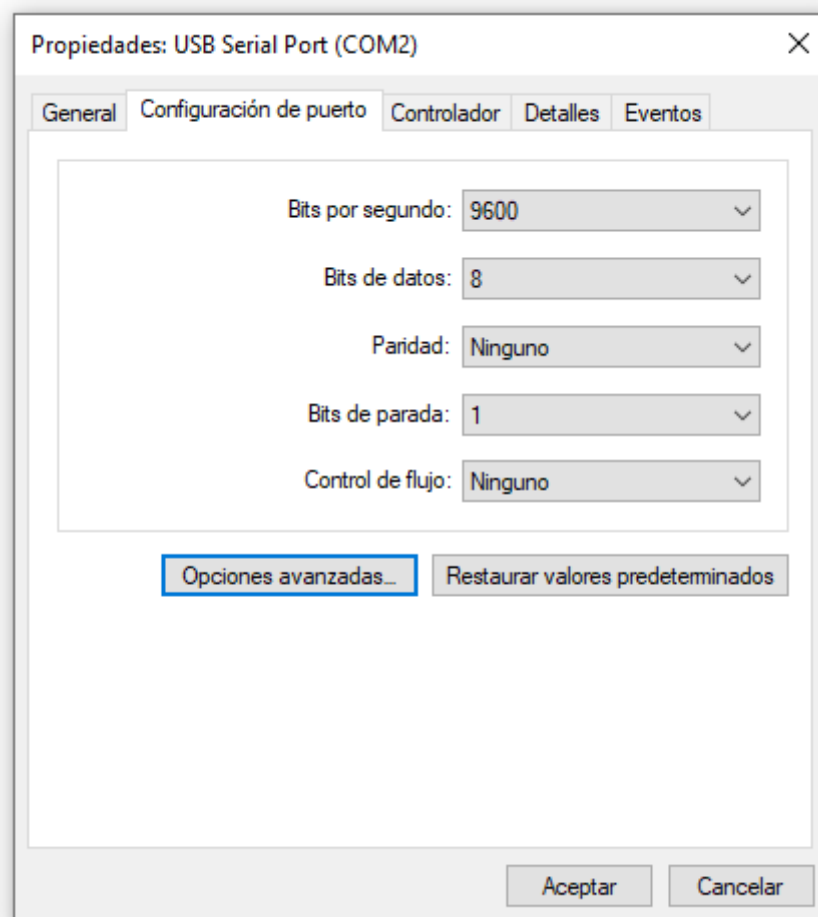 Propiedades: USB Serial Port (COM2)
General Configuración de puerto Controlador Detalles Eventos
Bits por segundo: 9600
Bits de datos: 8
Paridad: Ninguno
Bits de parada: 1
Control de flujo: Ninguno
Opciones avanzadas... Restaurar valores predeterminados
Aceptar Cancelar